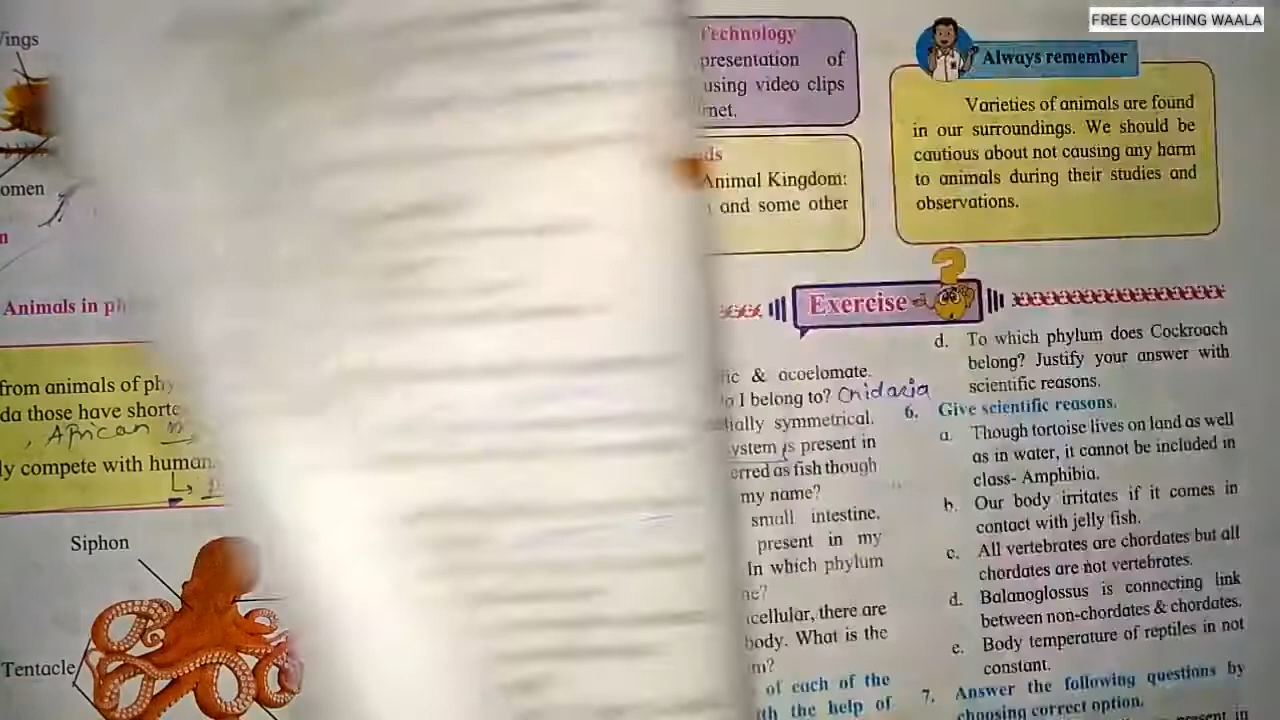 FREE COACHING WAALA
Wings
omen
n
Animals in ph
from animals of phy
da those have shorte
, African
ly compete with human.
Siphon
Tentacle
Technology
presentation of
using video clips
rnet.
ds
Animal Kingdom:
and some other
Always remember
Varieties of animals are found
in our surroundings. We should be
cautious about not causing any harm
to animals during their studies and
observations.
Exercise
ic & acoelomate.
I belong to? Cnidaria
ially symmetrical.
ystem is present in
erred as fish though
my name?
small intestine,
present in my
In which phylum
cellular, there are
body. What is the
m?
of each of the
th the help of
d. To which phylum does Cockroach
belong? Justify your answer with
scientific reasons.
6. Give scientific reasons.
a. Though tortoise lives on land as well
as in water, it cannot be included in
class- Amphibia.
b. Our body irritates if it comes in
contact with jelly fish.
c. All vertebrates are chordates but all
chordates are not vertebrates.
d. Balanoglossus is connecting link
between non-chordates & chordates.
e. Body temperature of reptiles in not
constant.
7. Answer the following questions by
choosing correct option.
present in